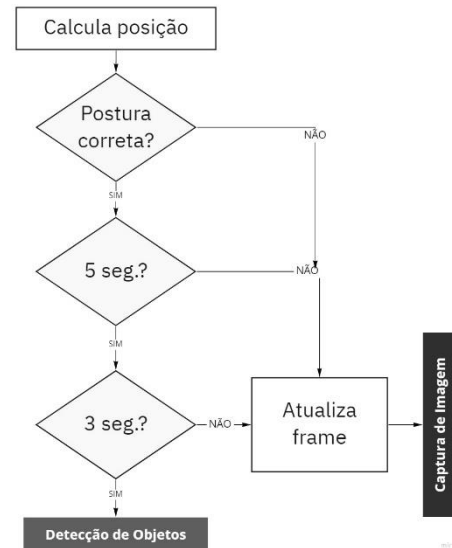 Calcula posição
Postura
correta?
NÃO
SIM
5 seg.?
NÃO
SIM
3 seg.?
NÃO
Atualiza
frame
Captura de Imagem
SIM
Detecção de Objetos